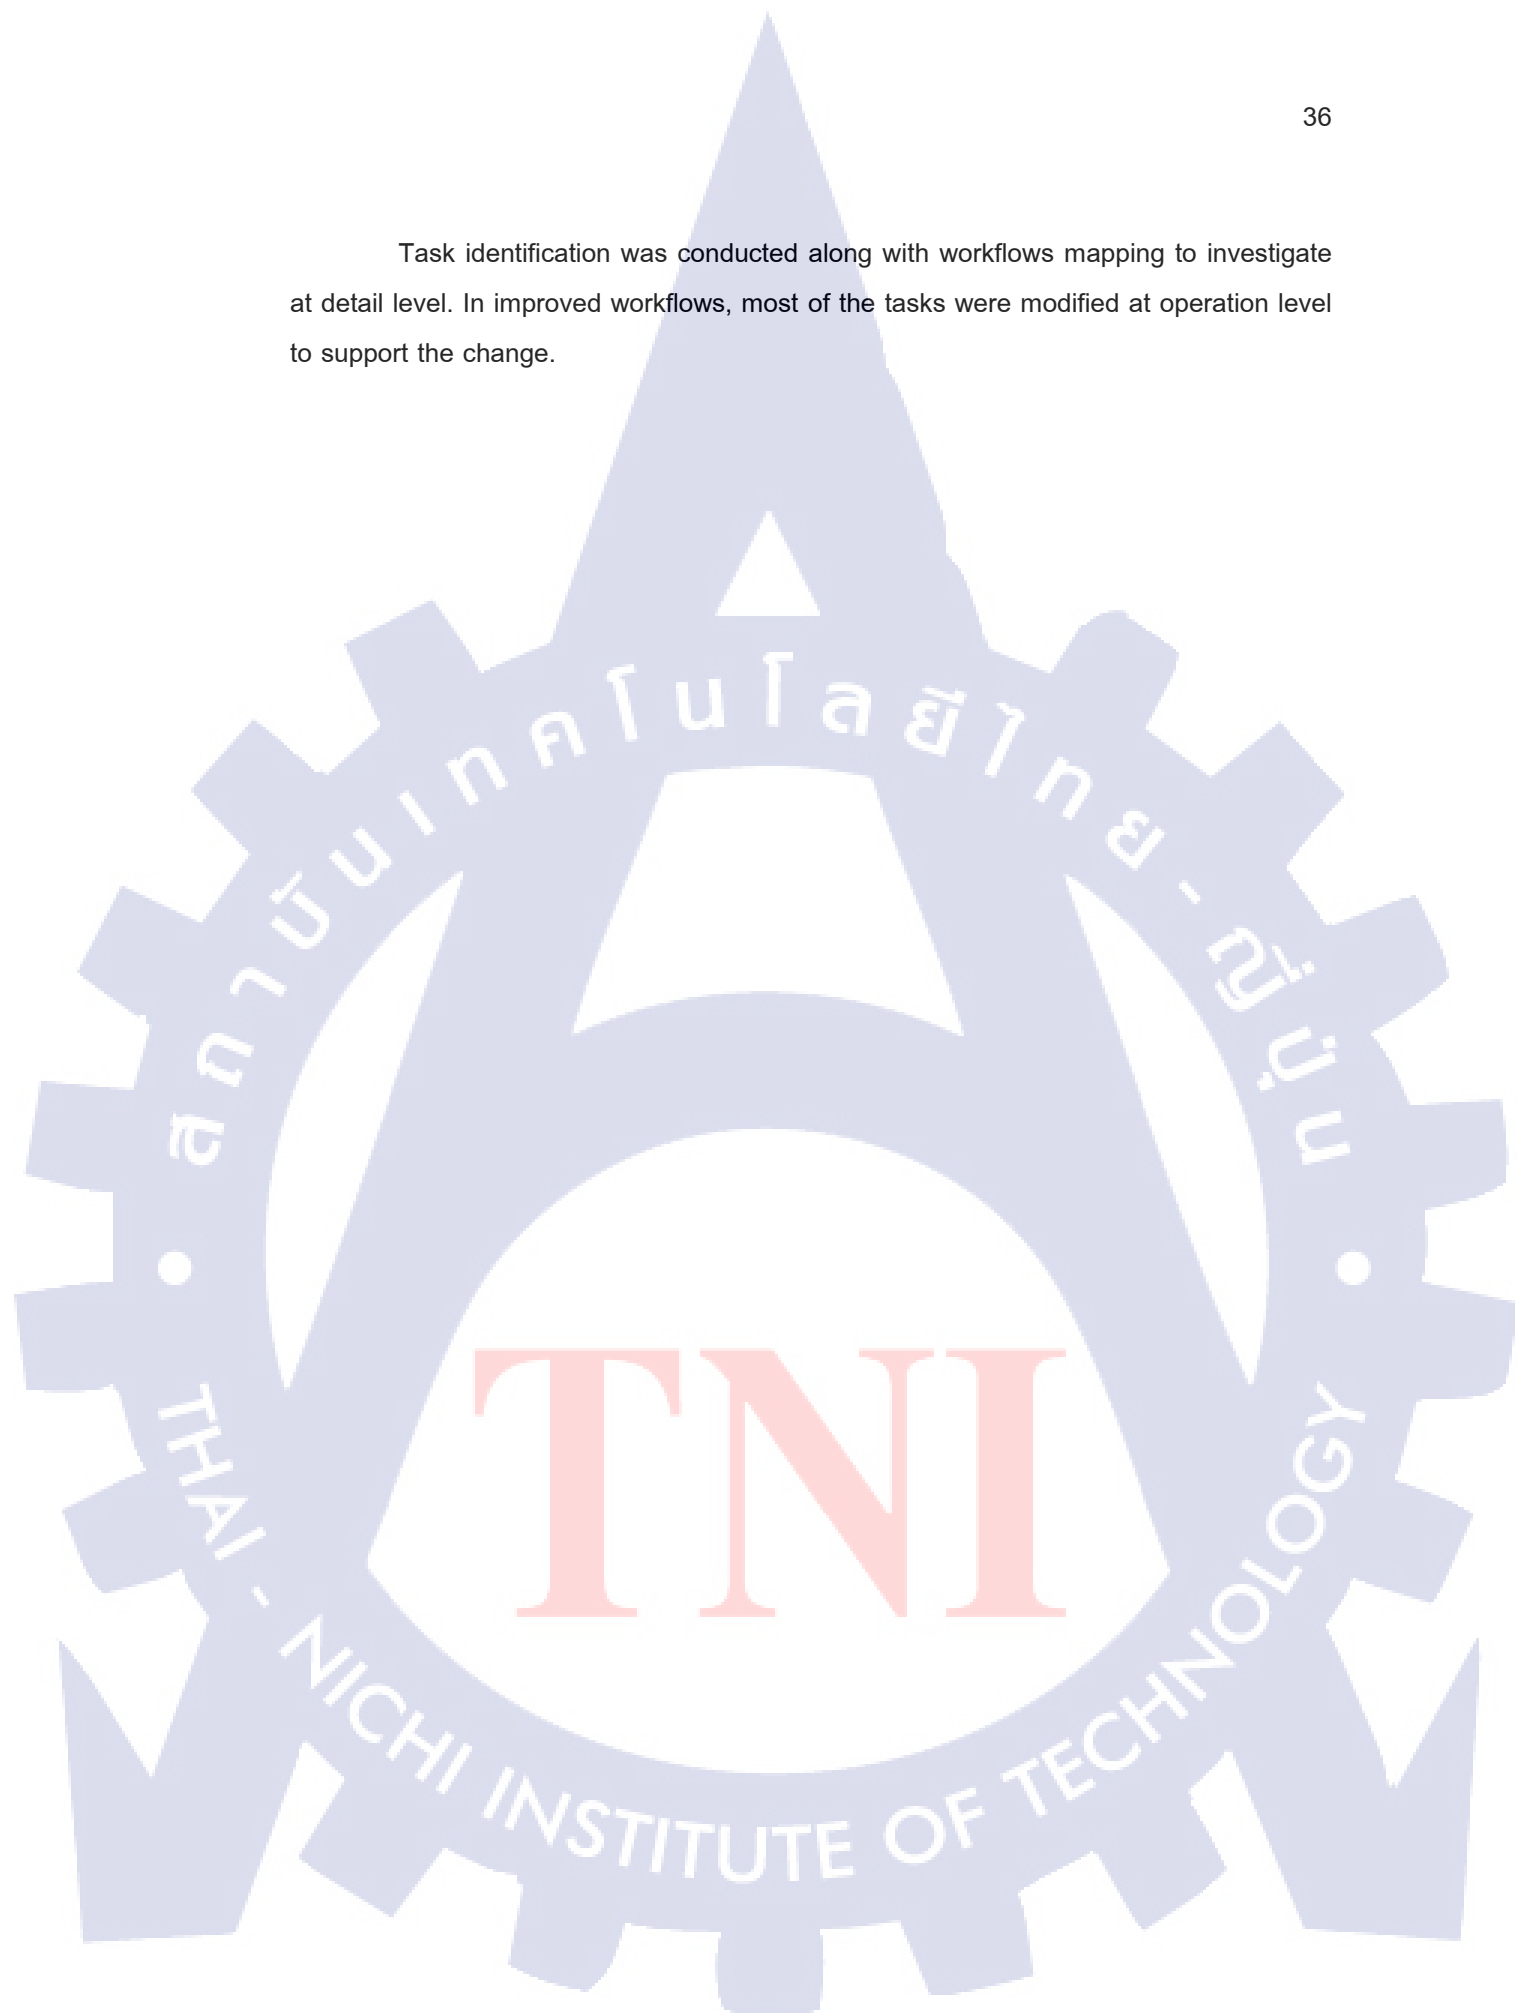 36
Task identification was conducted along with workflows mapping to investigate
at detail level. In improved workflows, most of the tasks were modified at operation level
to support the change.
สถาบันเทคโนโลยีไทย-ญี่ปุ่น
TNI
THAI - NICHI INSTITUTE OF TECHNOLOGY